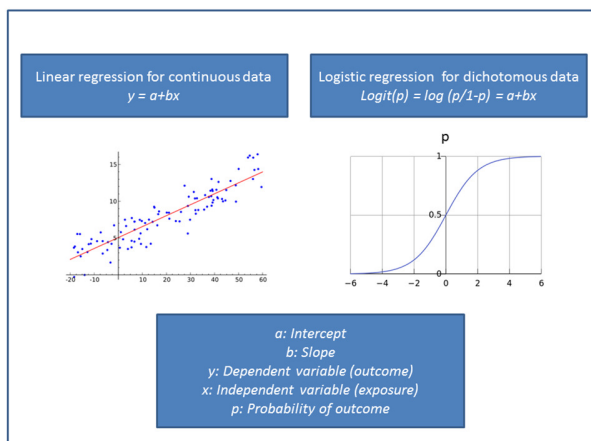 Linear regression for continuous data
y = a+bx
Logistic regression for dichotomous data
Logit(p) = log (p/1-p) = a+bx
15
10
5
-20
-10
10
20
30
40
50
60
p
1
0.5
0
−6
−4
−2
0
2
4
6
a: Intercept
b: Slope
y: Dependent variable (outcome)
x: Independent variable (exposure)
p: Probability of outcome